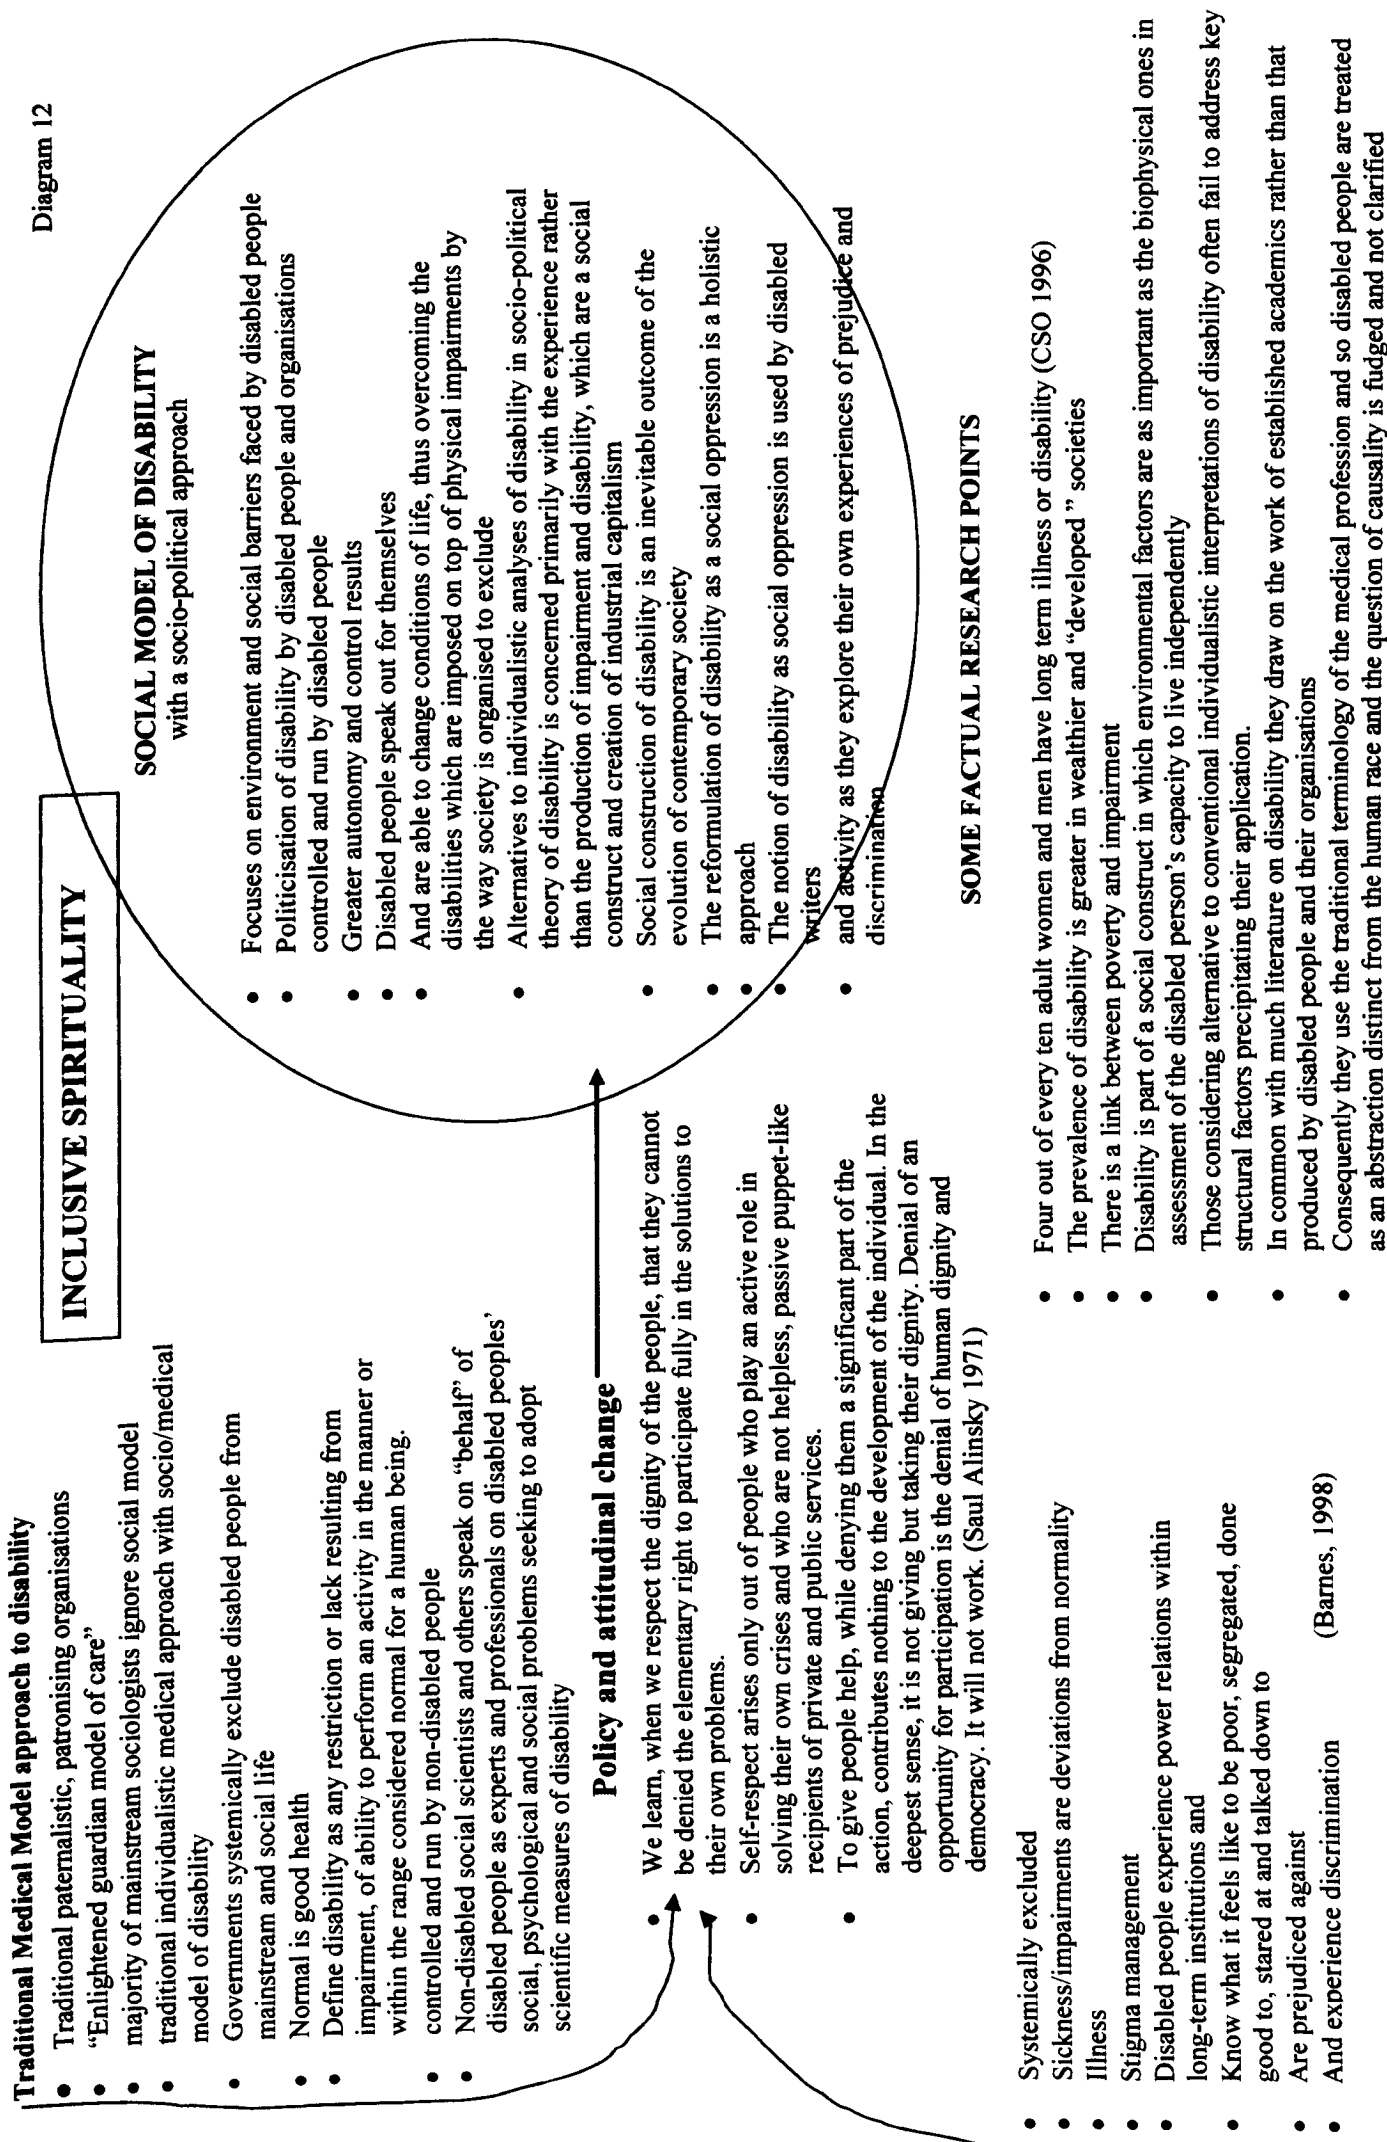 Diagram 12
INCLUSIVE SPIRITUALITY
Traditional Medical Model approach to disability
• Traditional paternalistic, patronising organisations
• “Enlightened guardian model of care”
• majority of mainstream sociologists ignore social model
• traditional individualistic medical approach with socio/medical
model of disability
• Governments systemically exclude disabled people from
mainstream and social life
• Normal is good health
• Define disability as any restriction or lack resulting from
impairment, of ability to perform an activity in the manner or
within the range considered normal for a human being.
• controlled and run by non-disabled people
• Non-disabled social scientists and others speak on “behalf” of
disabled people as experts and professionals on disabled peoples’
social, psychological and social problems seeking to adopt
scientific measures of disability
SOCIAL MODEL OF DISABILITY
with a socio-political approach
• Focuses on environment and social barriers faced by disabled people
• Politicisation of disability by disabled people and organisations
controlled and run by disabled people
• Greater autonomy and control results
• Disabled people speak out for themselves
• And are able to change conditions of life, thus overcoming the
disabilities which are imposed on top of physical impairments by
the way society is organised to exclude
• Alternatives to individualistic analyses of disability in socio-political
theory of disability is concerned primarily with the experience rather
than the production of impairment and disability, which are a social
construct and creation of industrial capitalism
• Social construction of disability is an inevitable outcome of the
evolution of contemporary society
• The reformulation of disability as a social oppression is a holistic
• approach
• The notion of disability as social oppression is used by disabled
writers
• and activity as they explore their own experiences of prejudice and
discrimination
Policy and attitudinal change
• We learn, when we respect the dignity of the people, that they cannot
be denied the elementary right to participate fully in the solutions to
their own problems.
• Self-respect arises only out of people who play an active role in
solving their own crises and who are not helpless, passive puppet-like
recipients of private and public services.
• To give people help, while denying them a significant part of the
action, contributes nothing to the development of the individual. In the
deepest sense, it is not giving but taking their dignity. Denial of an
opportunity for participation is the denial of human dignity and
democracy. It will not work. (Saul Alinsky 1971)
• Systemically excluded
• Sickness/impairments are deviations from normality
• Illness
• Stigma management
• Disabled people experience power relations within
long-term institutions and
• Know what it feels like to be poor, segregated, done
good to, stared at and talked down to
• Are prejudiced against
• And experience discrimination (Barnes, 1998)
SOME FACTUAL RESEARCH POINTS
• Four out of every ten adult women and men have long term illness or disability (CSO 1996)
• The prevalence of disability is greater in wealthier and “developed” societies
• There is a link between poverty and impairment
• Disability is part of a social construct in which environmental factors are as important as the biophysical ones in
assessment of the disabled person’s capacity to live independently
• Those considering alternative to conventional individualistic interpretations of disability often fail to address key
structural factors precipitating their application.
• In common with much literature on disability they draw on the work of established academics rather than that
produced by disabled people and their organisations
• Consequently they use the traditional terminology of the medical profession and so disabled people are treated
as an abstraction distinct from the human race and the question of causality is fudged and not clarified